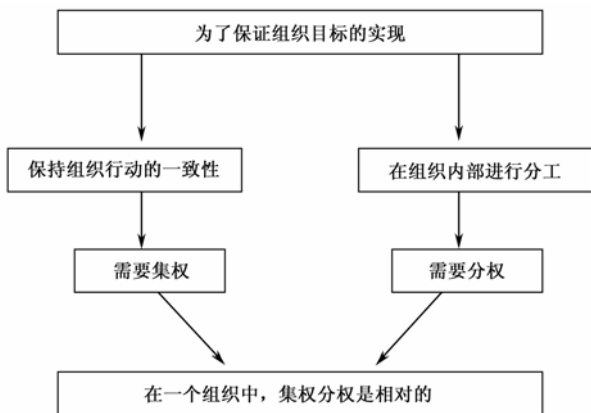 为了保证组织目标的实现
保持组织行动的一致性
在组织内部进行分工
需要集权
需要分权
在一个组织中，集权分权是相对的